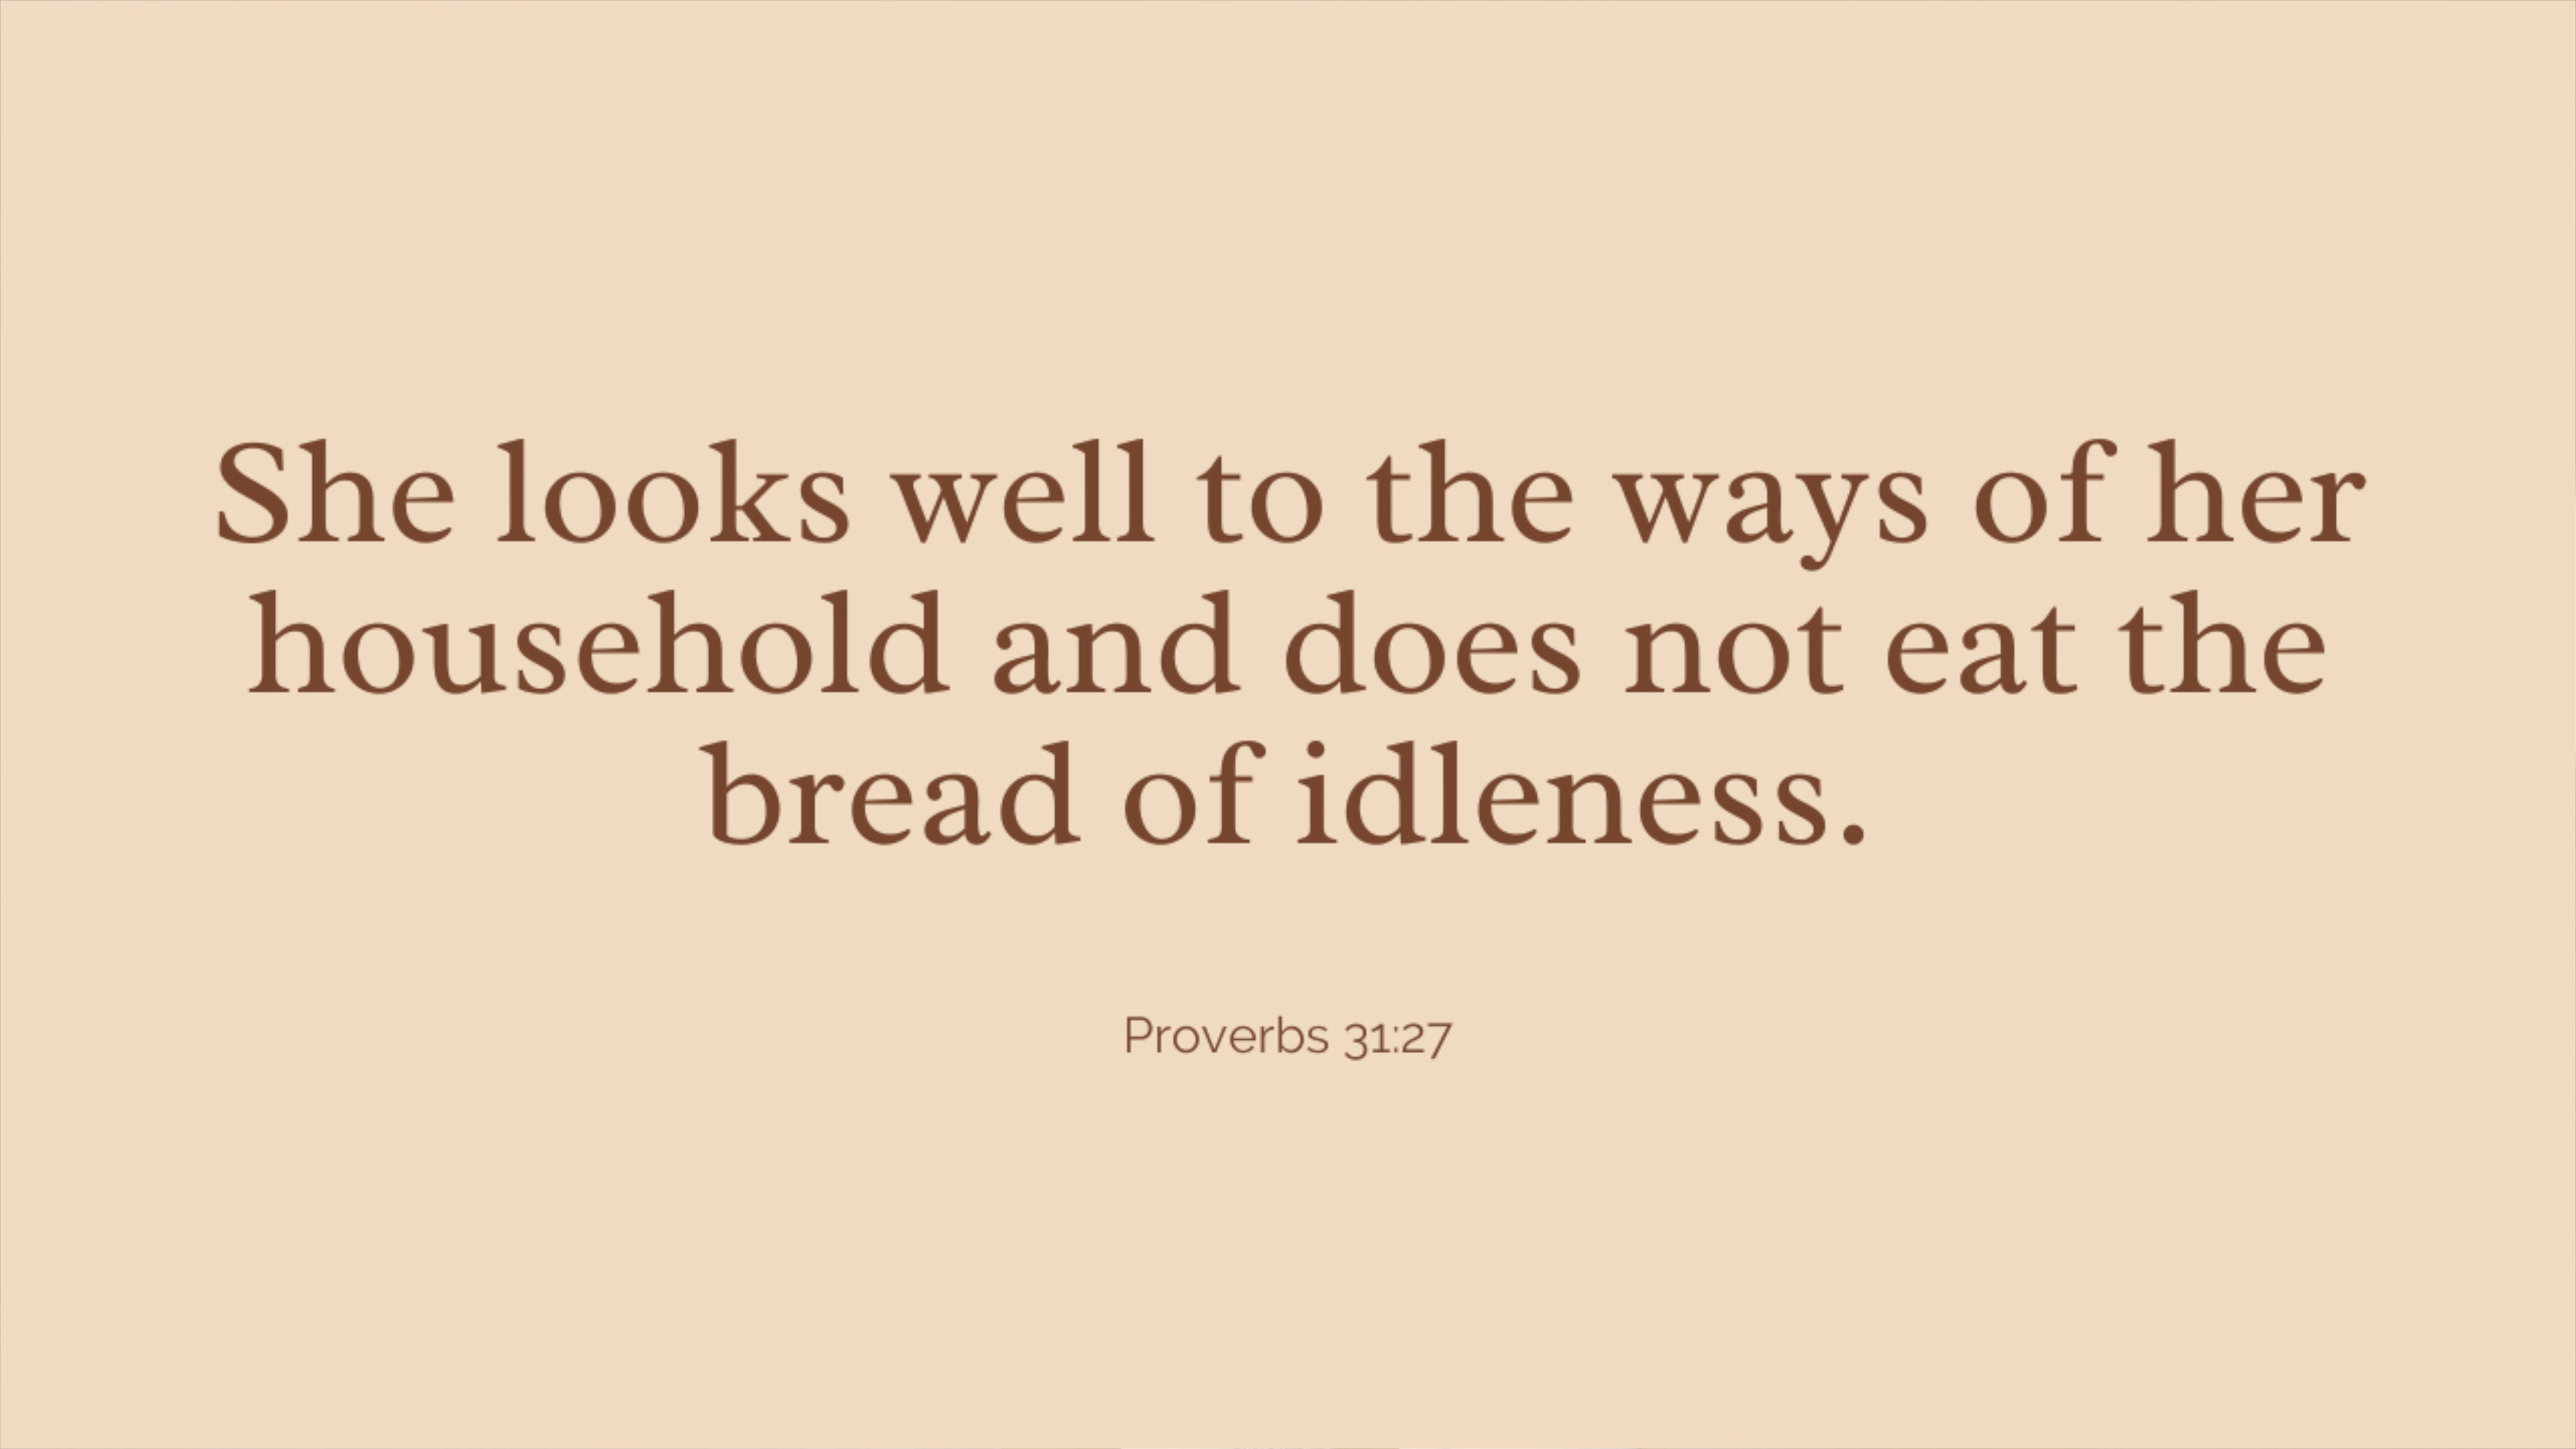 She looks well to the ways of her
household and does not eat the
bread of idleness.
Proverbs 31:27